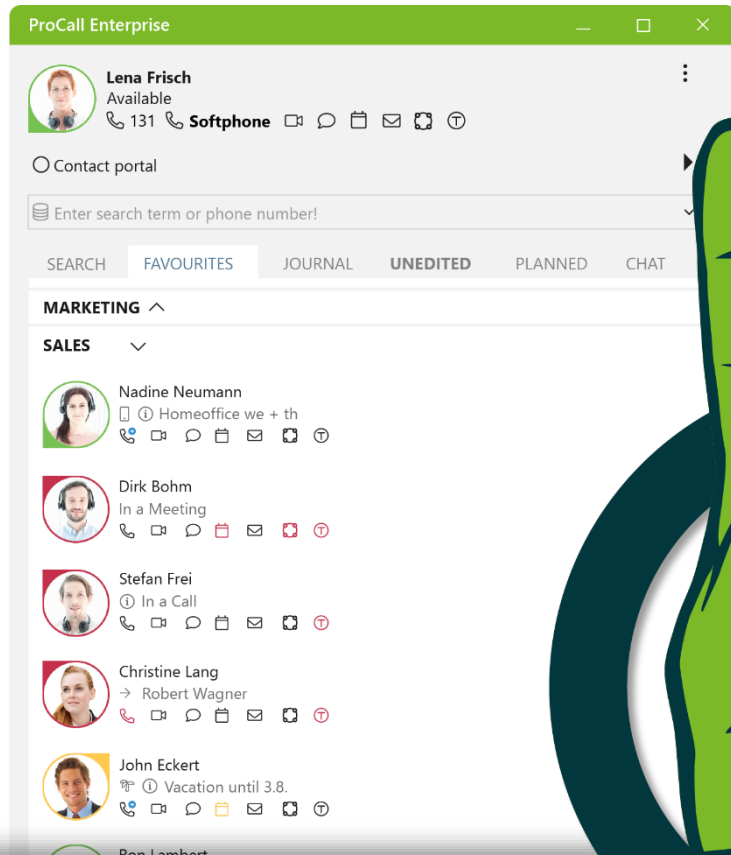 ProCall Enterprise
Lena Frisch
Available
131 Softphone
Contact portal
Enter search term or phone number!
SEARCH FAVOURITES JOURNAL UNEDITED PLANNED CHAT
MARKETING
SALES
Nadine Neumann
Homeoffice we + th
Dirk Bohm
In a Meeting
Stefan Frei
In a Call
Christine Lang
→ Robert Wagner
John Eckert
Vacation until 3.8.
Ron Lambert